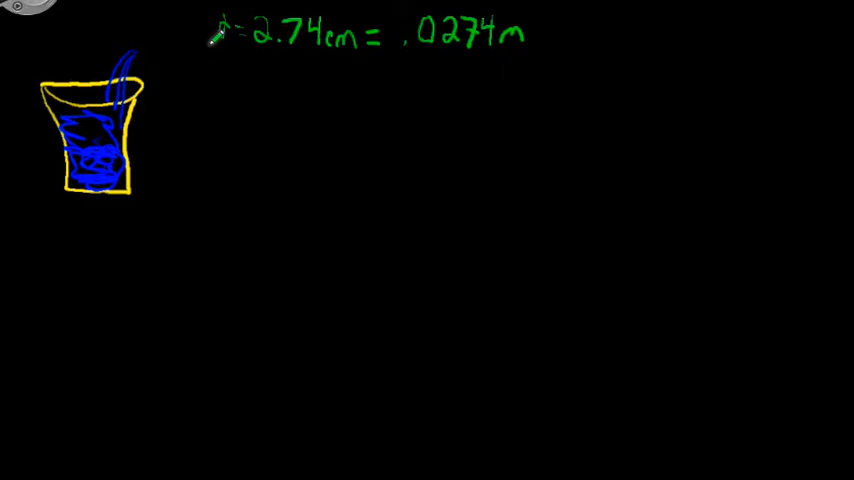 d = 2.74cm = .0274m